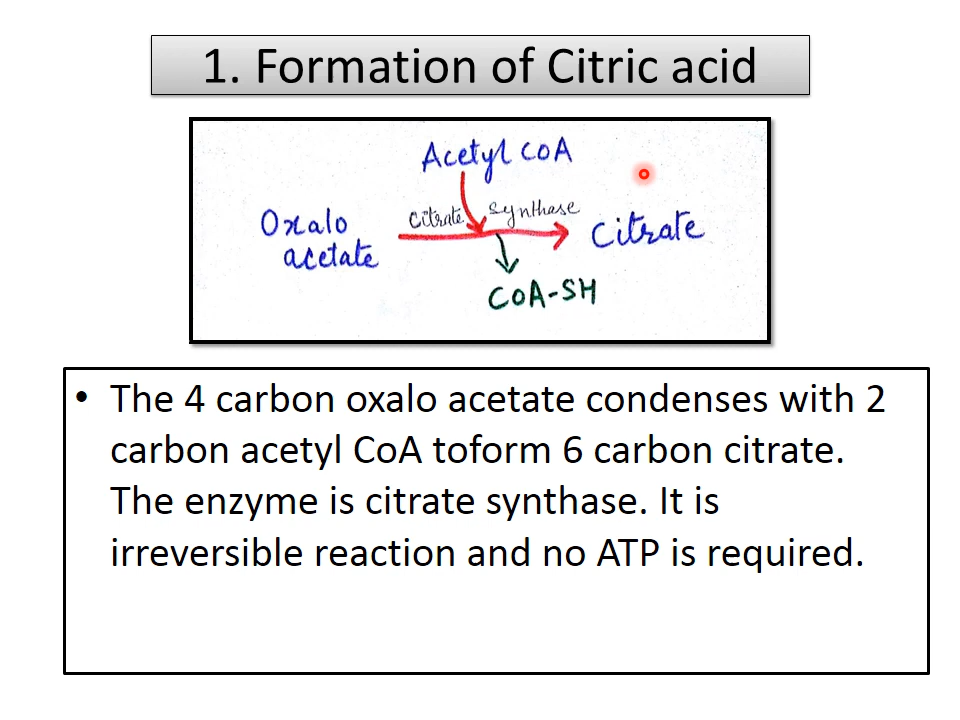 1. Formation of Citric acid
Acetyl COA
Citrate synthase
Oxalo
acetate
Citrate
COA-SH
• The 4 carbon oxalo acetate condenses with 2
carbon acetyl CoA toform 6 carbon citrate.
The enzyme is citrate synthase. It is
irreversible reaction and no ATP is required.